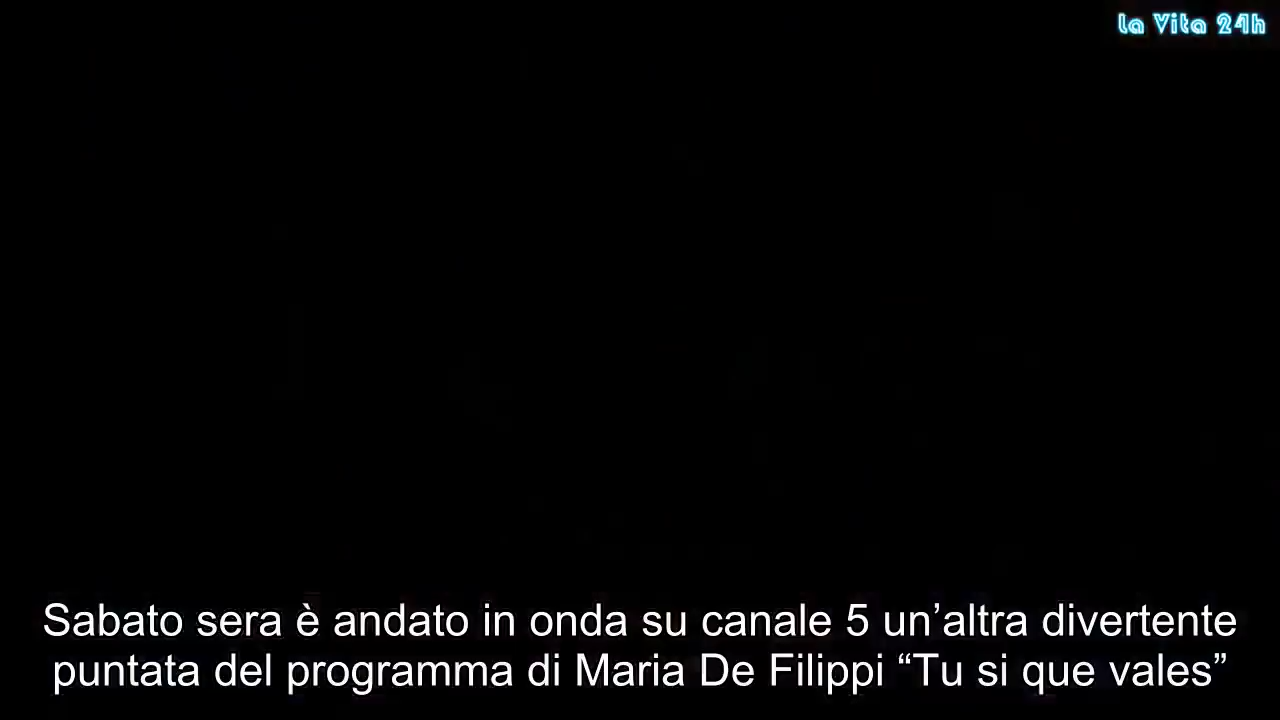 la Vita 24h
Sabato sera è andato in onda su canale 5 un’altra divertente
puntata del programma di Maria De Filippi “Tu si que vales”